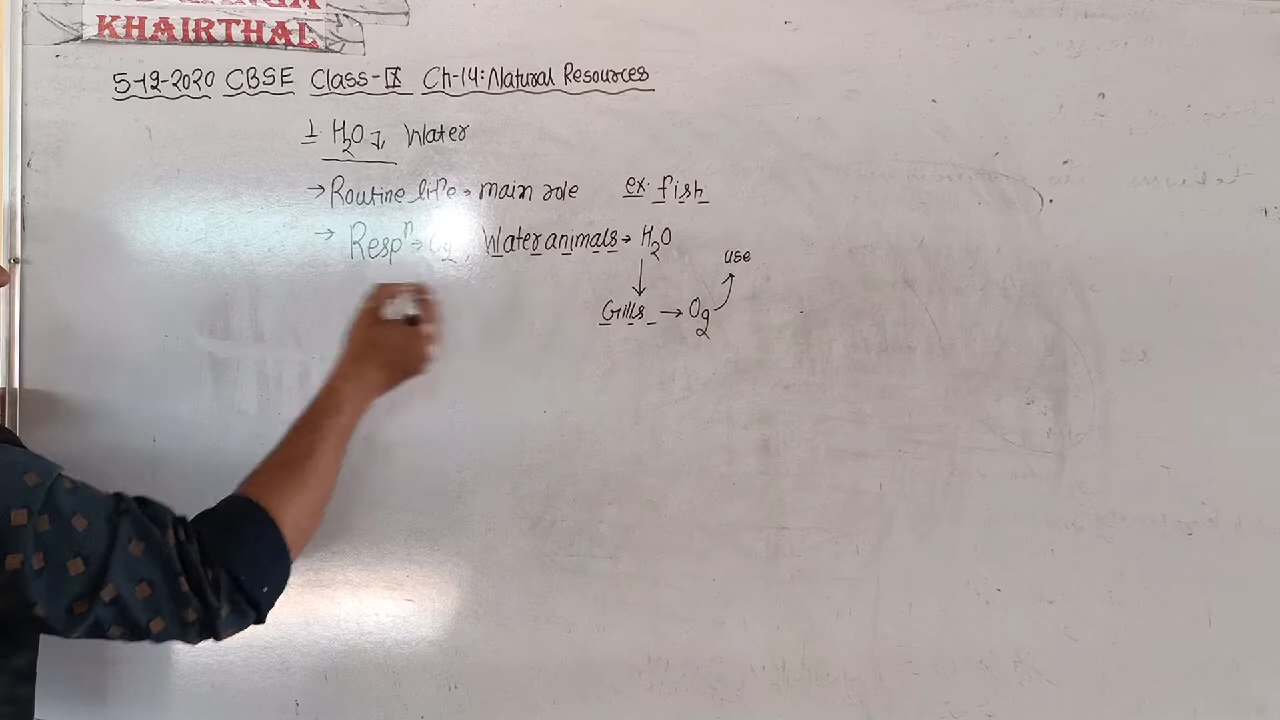 KHAIRTHAL
5-12-2020 CBSE Class-IX Ch-14: Natural Resources
1. H₂O Water
→ Routine life → main role ex. fish
→ Respⁿ → O₂, Water animals → H₂O
use
Gills → O₂